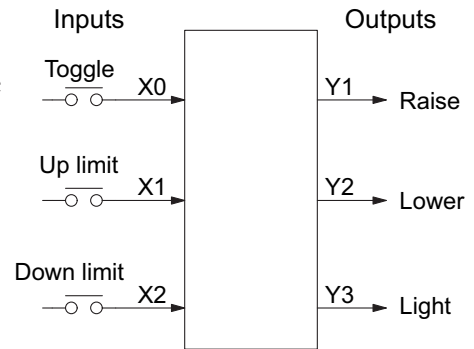 Inputs
Outputs
Toggle
X0
Y1
Raise
Up limit
X1
Y2
Lower
Down limit
X2
Y3
Light